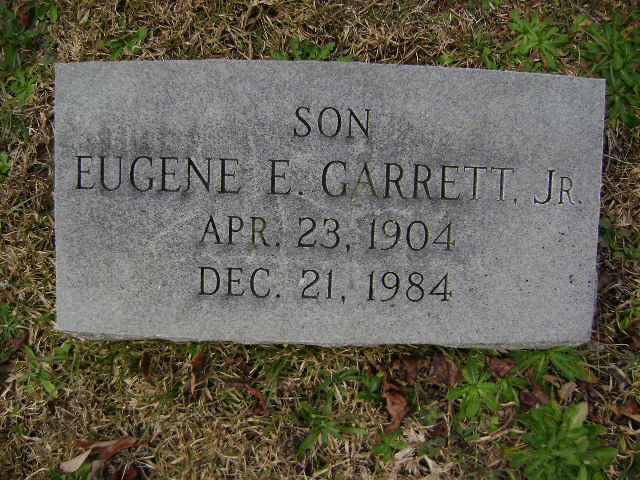 SON
EUGENE E. GARRETT, JR.
APR. 23, 1904
DEC. 21, 1984